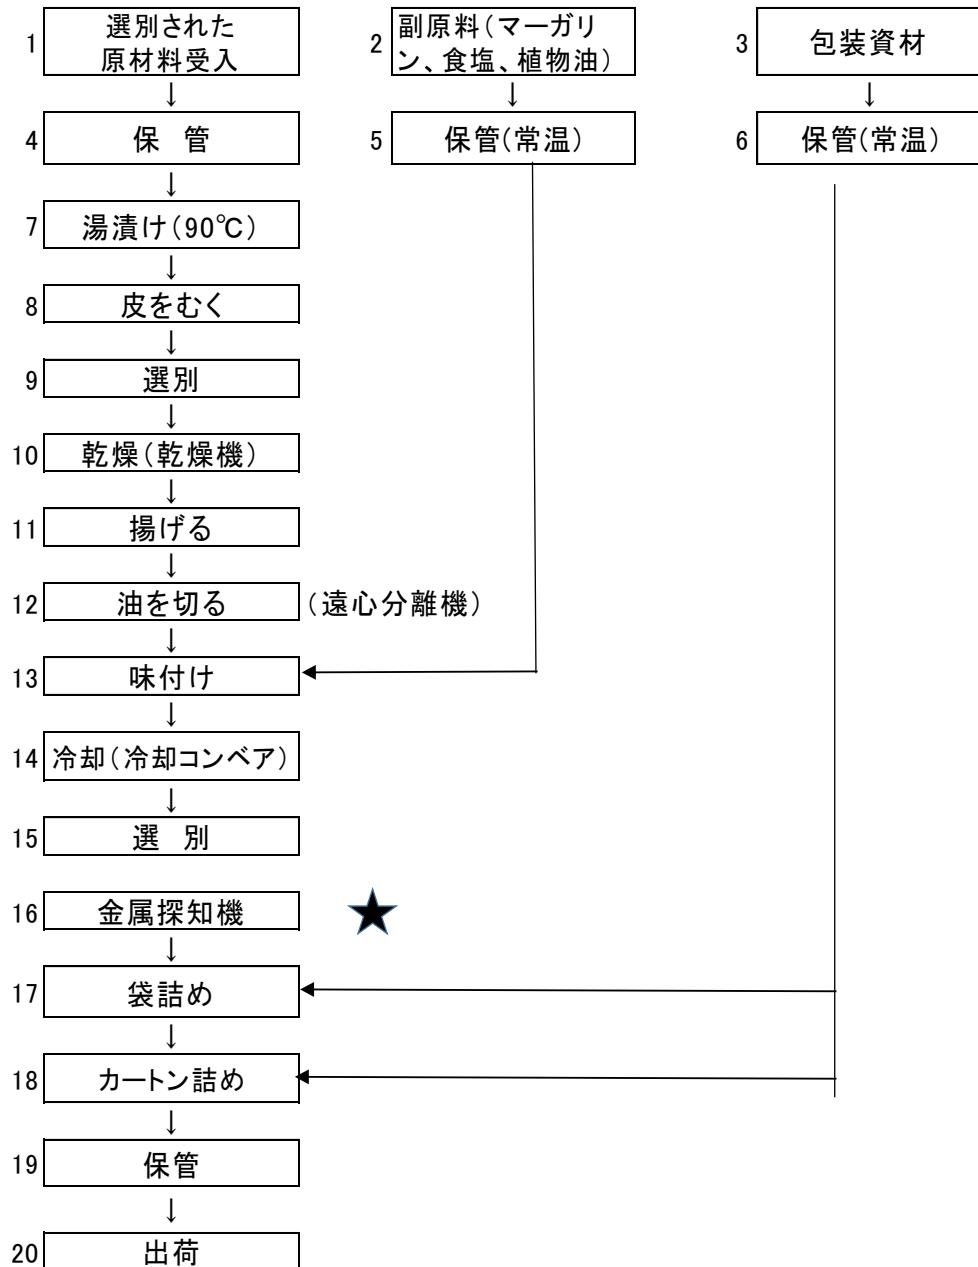 1 選別された
原材料受入
2 副原料(マーガリ
ン、食塩、植物油)
3 包装資材
4 保 管
5 保管(常温)
6 保管(常温)
7 湯漬け(90℃)
8 皮をむく
9 選別
10 乾燥(乾燥機)
11 揚げる
12 油を切る (遠心分離機)
13 味付け
14 冷却(冷却コンベア)
15 選 別
16 金属探知機
17 袋詰め
18 カートン詰め
19 保管
20 出荷